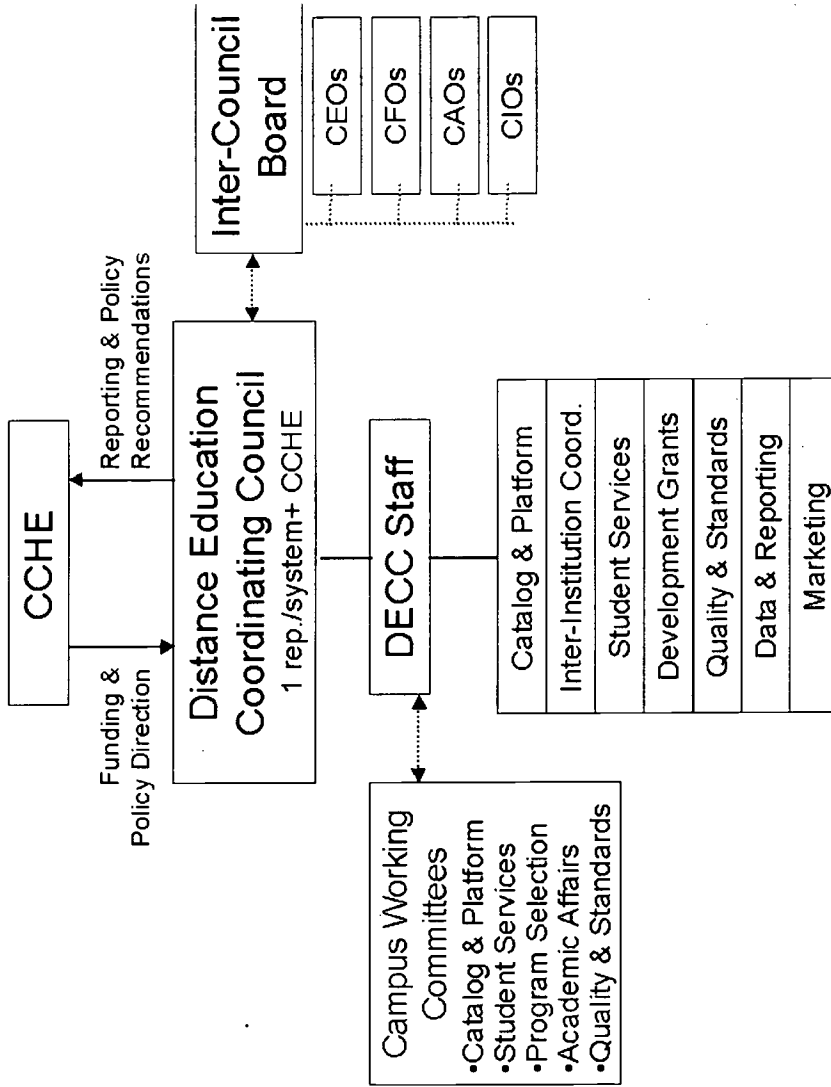 CCHE
Funding &
Policy Direction
Reporting & Policy
Recommendations
Distance Education
Coordinating Council
1 rep./system+ CCHE
Inter-Council
Board
CEOs
CFOs
CAOs
CIOs
DECC Staff
Campus Working
Committees
•Catalog & Platform
•Student Services
•Program Selection
•Academic Affairs
•Quality & Standards
Catalog & Platform
Inter-Institution Coord.
Student Services
Development Grants
Quality & Standards
Data & Reporting
Marketing